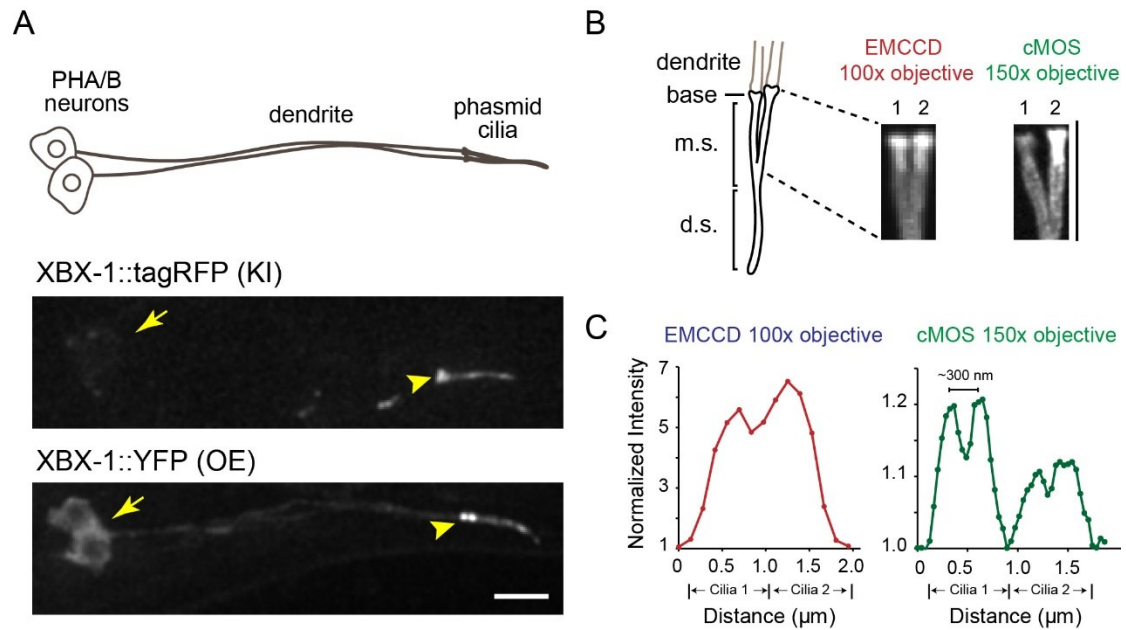 A
PHA/B
neurons
dendrite
phasmid
cilia
XBX-1::tagRFP (KI)
XBX-1::YFP (OE)
B
dendrite
base
m.s.
d.s.
EMCCD
100x objective
1 2
cMOS
150x objective
1 2
C
EMCCD 100x objective
Normalized Intensity
7
5
3
1
0 0.5 1.0 1.5 2.0
Cilia 1 Cilia 2
Distance (µm)
cMOS 150x objective
~300 nm
1.2
1.1
1.0
0 0.5 1.0 1.5
Cilia 1 Cilia 2
Distance (µm)